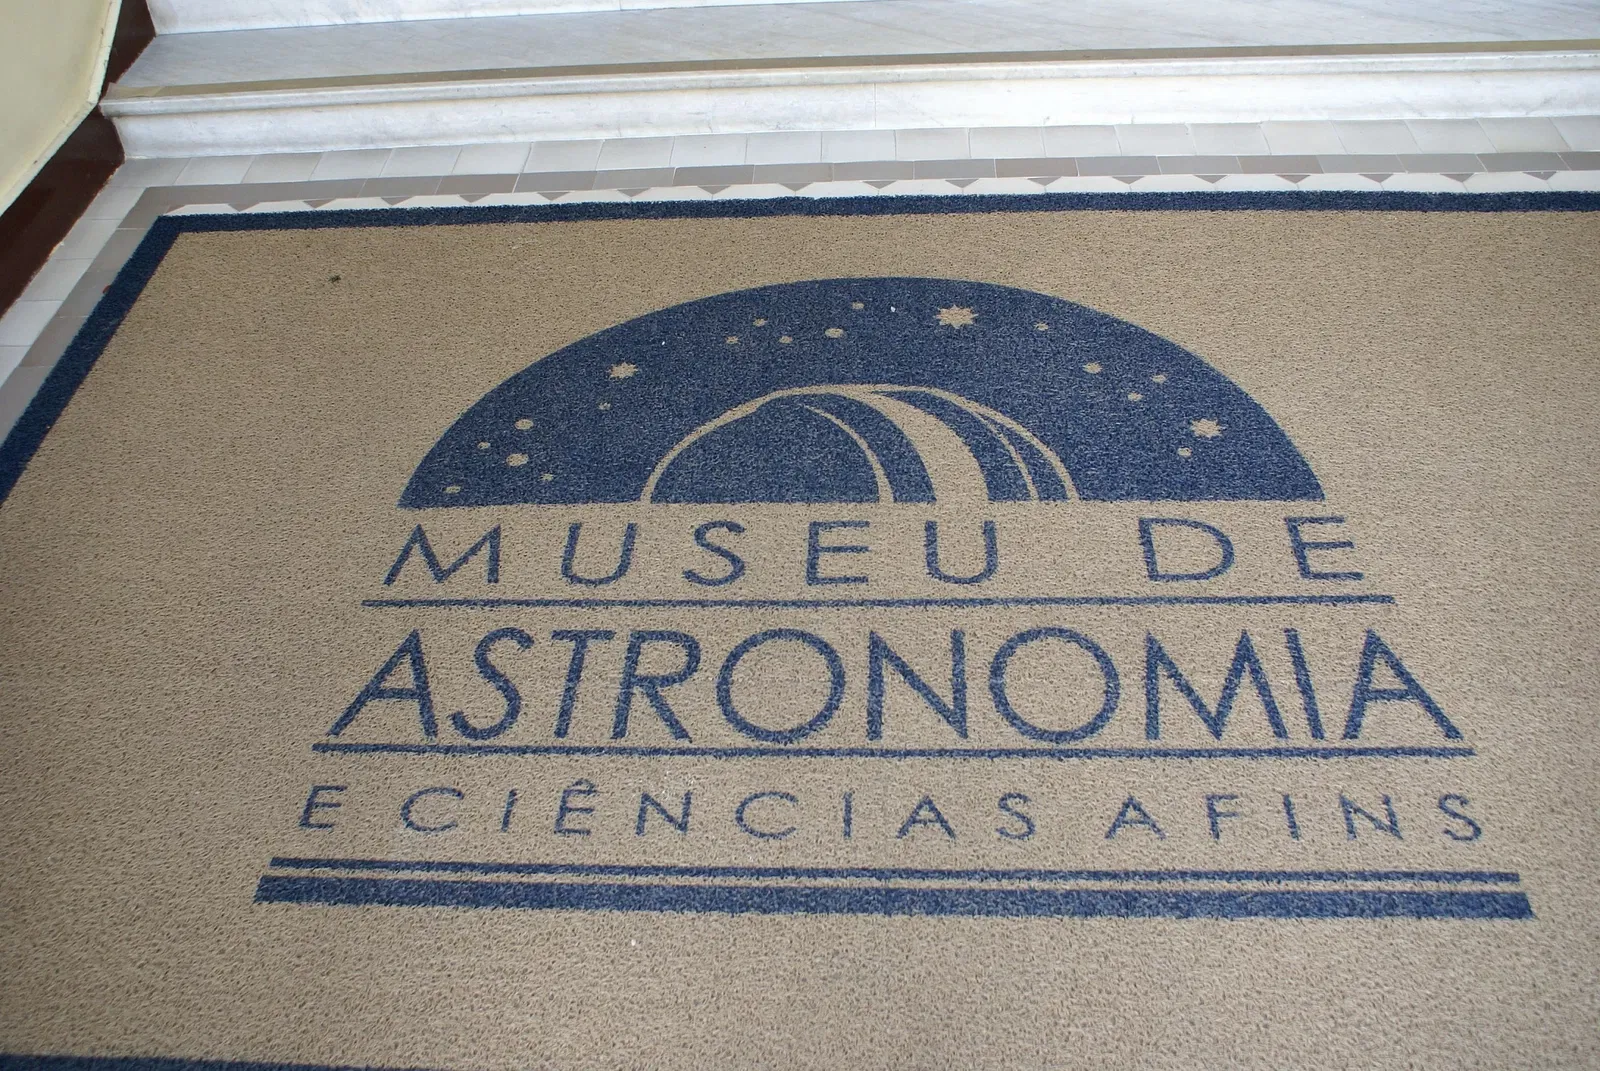 MUSEU DE
ASTRONOMIA
E CIÊNCIAS AFINS